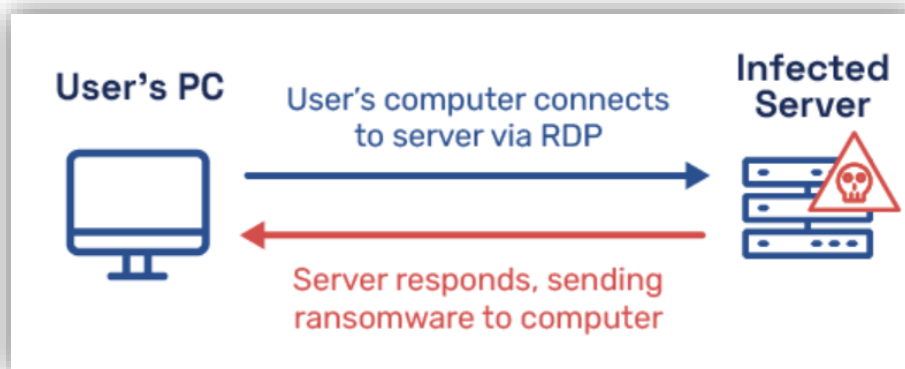 User's PC
User's computer connects
to server via RDP
Infected
Server
Server responds, sending
ransomware to computer